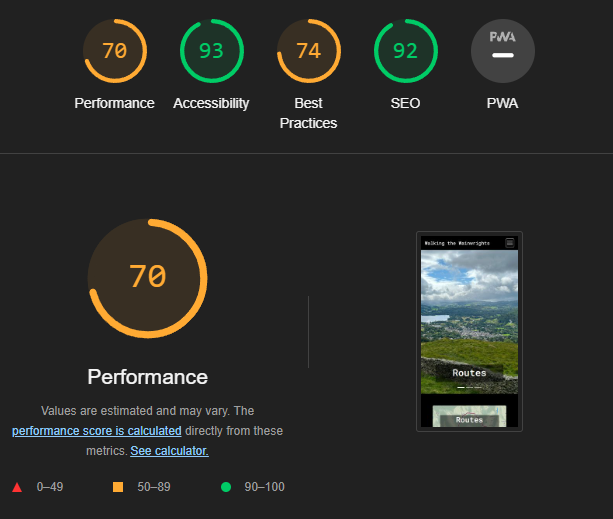 70
93
74
92
PWA
Performance
Accessibility
Best
Practices
SEO
PWA
70
Performance
Values are estimated and may vary. The
performance score is calculated directly from these
metrics. See calculator.
0–49
50–89
90–100
Walking the Wainwrights
Routes
Routes